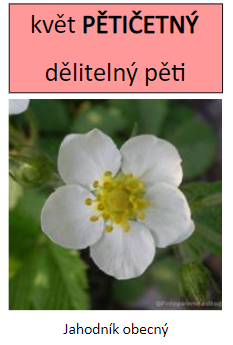 květ PĚTIČETNÝ
dělitelný pěti
Jahodník obecný